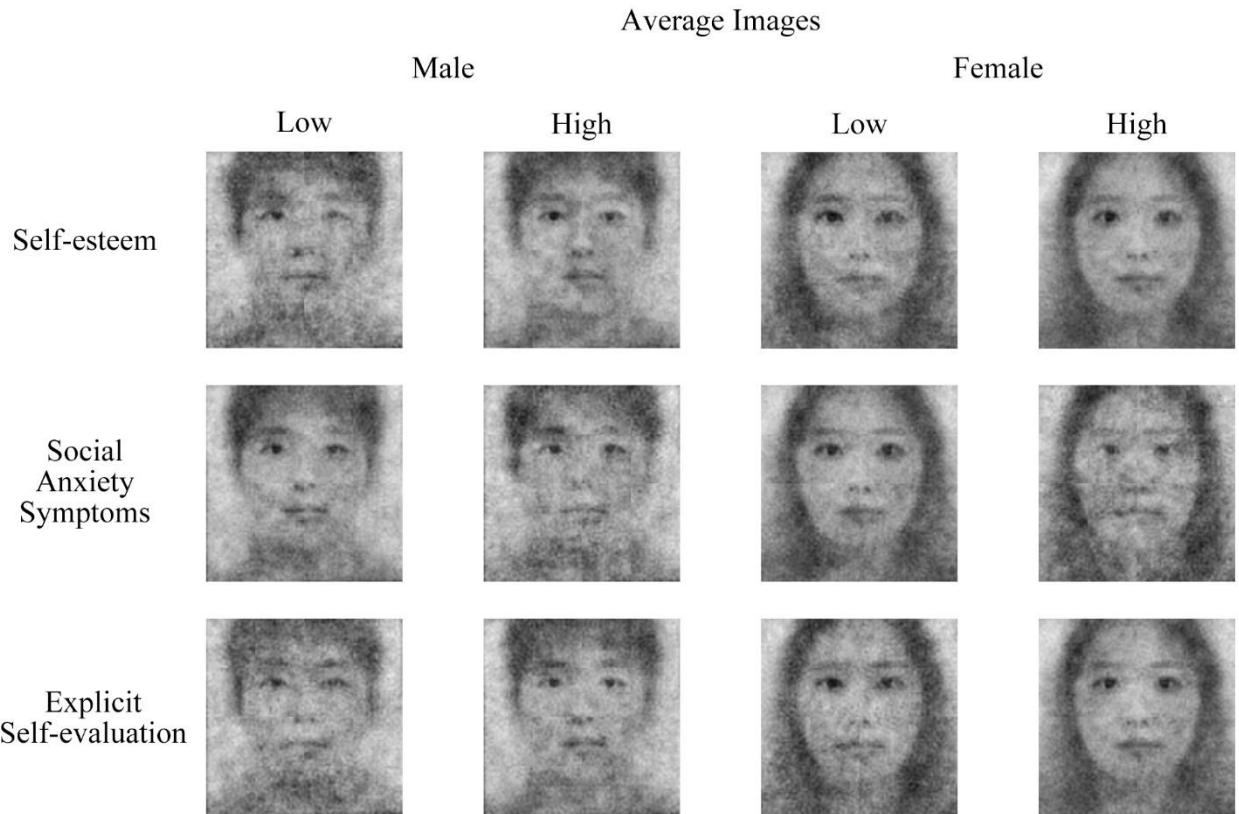 Average Images
Male
Female
Low
High
Low
High
Self-esteem
Social
Anxiety
Symptoms
Explicit
Self-evaluation